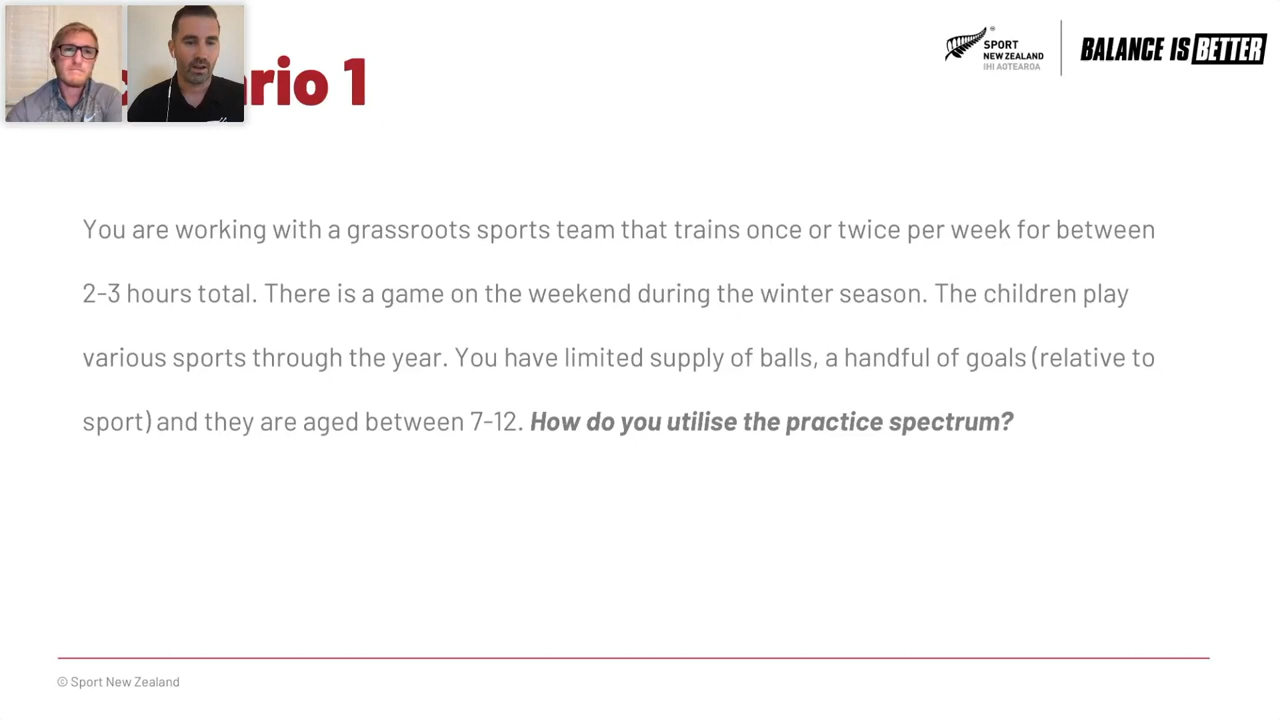 ario 1
SPORT
NEW ZEALAND
IHI AOTEAROA
BALANCE IS BETTER
You are working with a grassroots sports team that trains once or twice per week for between
2-3 hours total. There is a game on the weekend during the winter season. The children play
various sports through the year. You have limited supply of balls, a handful of goals (relative to
sport) and they are aged between 7-12. How do you utilise the practice spectrum?
© Sport New Zealand